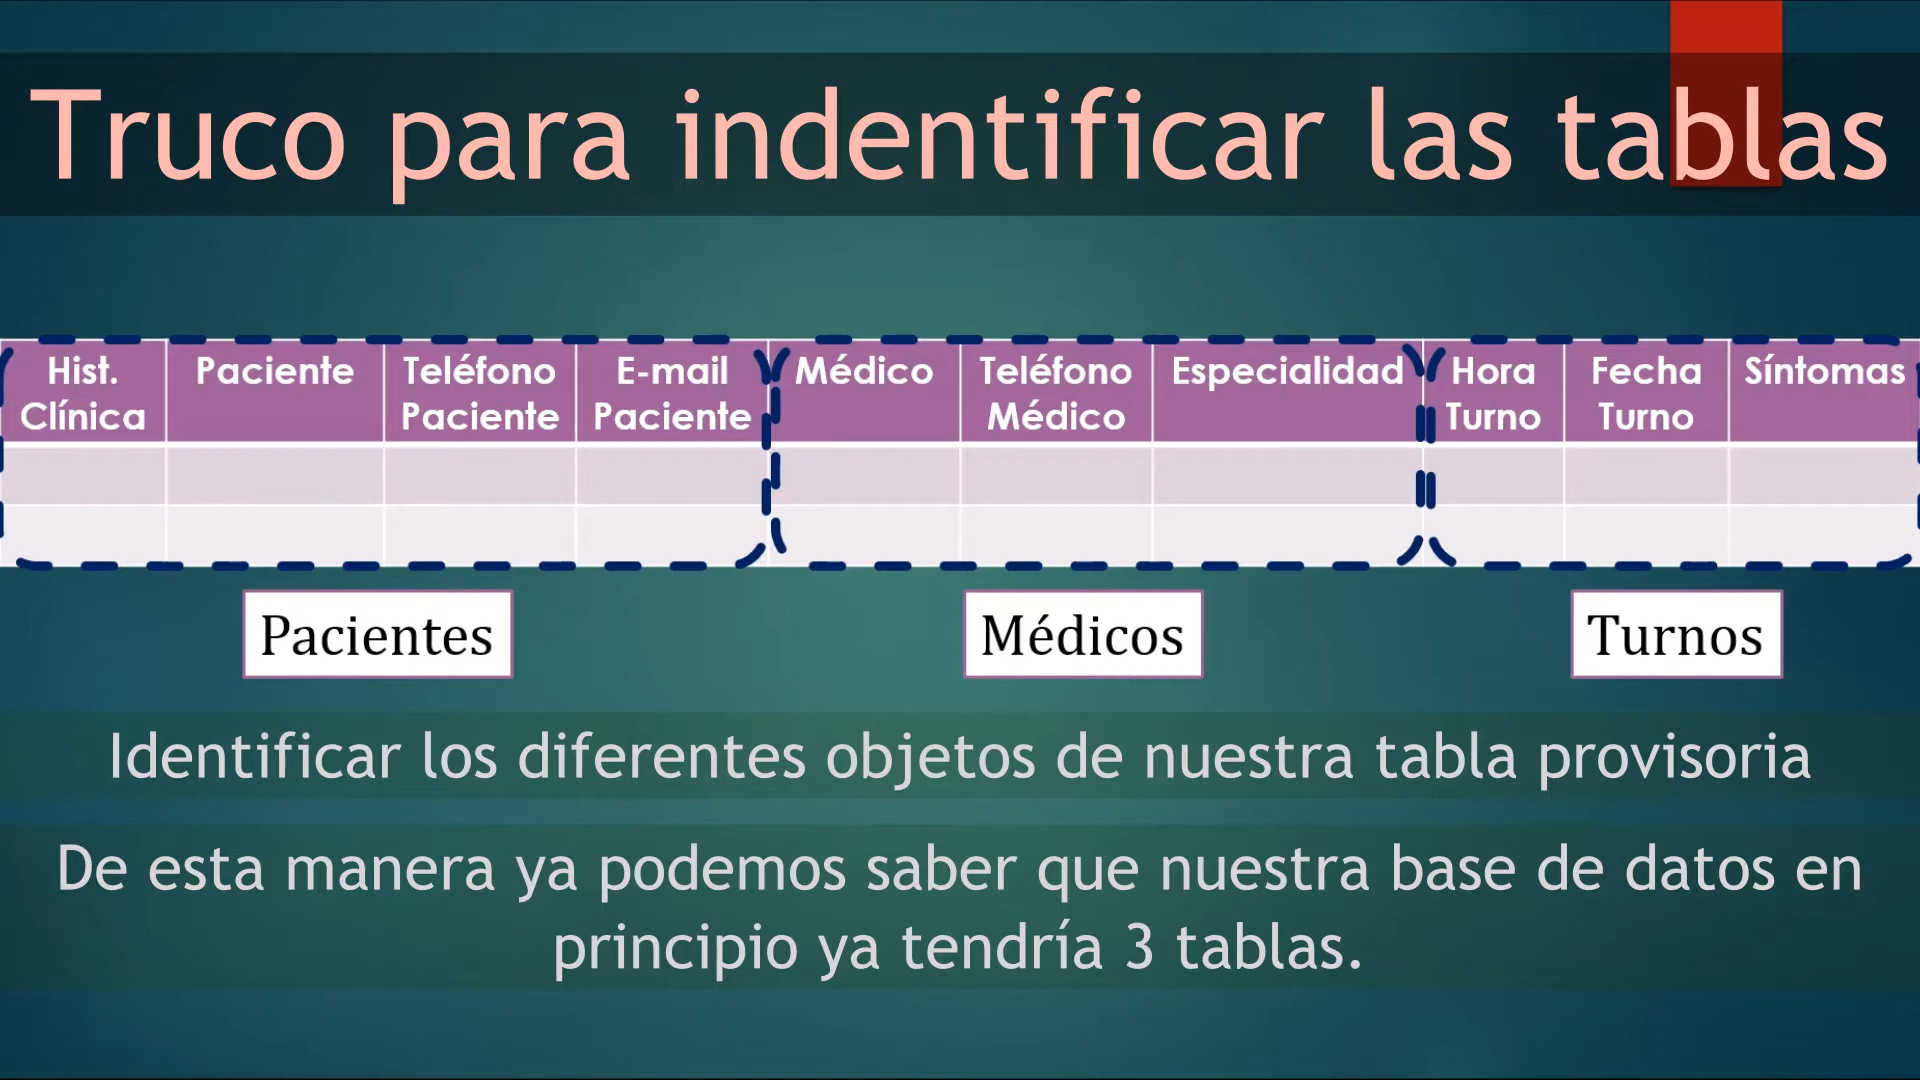 Truco para indentificar las tablas
Hist. Clínica Paciente Teléfono Paciente E-mail Paciente Médico Teléfono Médico Especialidad Hora Turno Fecha Turno Síntomas
Pacientes Médicos Turnos
Identificar los diferentes objetos de nuestra tabla provisoria
De esta manera ya podemos saber que nuestra base de datos en
principio ya tendría 3 tablas.